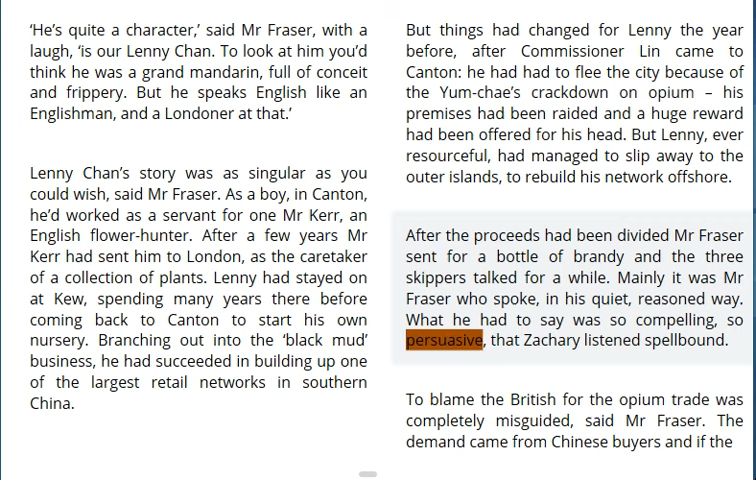 ‘He’s quite a character,’ said Mr Fraser, with a
laugh, ‘is our Lenny Chan. To look at him you’d
think he was a grand mandarin, full of conceit
and frippery. But he speaks English like an
Englishman, and a Londoner at that.’
Lenny Chan’s story was as singular as you
could wish, said Mr Fraser. As a boy, in Canton,
he’d worked as a servant for one Mr Kerr, an
English flower-hunter. After a few years Mr
Kerr had sent him to London, as the caretaker
of a collection of plants. Lenny had stayed on
at Kew, spending many years there before
coming back to Canton to start his own
nursery. Branching out into the ‘black mud’
business, he had succeeded in building up one
of the largest retail networks in southern
China.
But things had changed for Lenny the year
before, after Commissioner Lin came to
Canton: he had had to flee the city because of
the Yum-chae’s crackdown on opium – his
premises had been raided and a huge reward
had been offered for his head. But Lenny, ever
resourceful, had managed to slip away to the
outer islands, to rebuild his network offshore.
After the proceeds had been divided Mr Fraser
sent for a bottle of brandy and the three
skippers talked for a while. Mainly it was Mr
Fraser who spoke, in his quiet, reasoned way.
What he had to say was so compelling, so
persuasive, that Zachary listened spellbound.
To blame the British for the opium trade was
completely misguided, said Mr Fraser. The
demand came from Chinese buyers and if the